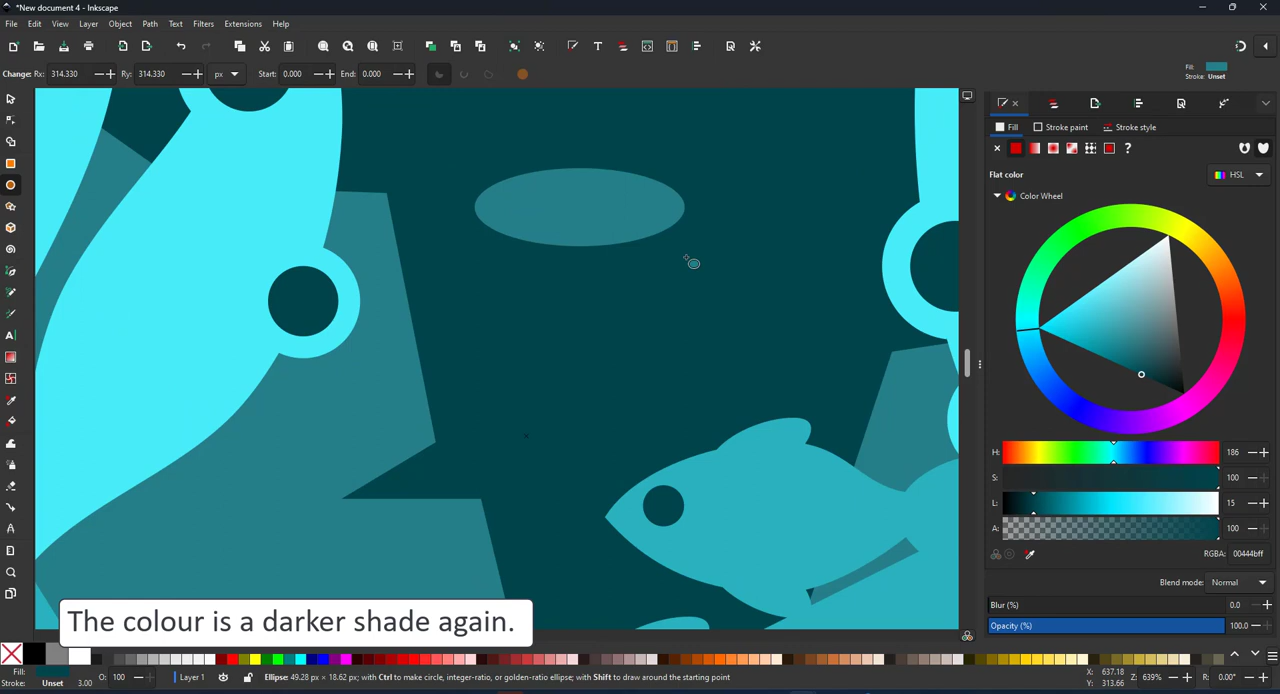 *New document 4 - Inkscape
File Edit View Layer Object Path Text Filters Extensions Help
Change: Rx: 314.330 Ry: 314.330 px Start: 0.000 End: 0.000
Fill:
Stroke: Unset
Fill Stroke paint Stroke style
Flat color HSL
Color Wheel
H: 186
S: 100
L: 15
A: 100
RGBA: 00444bff
Blend mode: Normal
Blur (%) 0.0
Opacity (%) 100.0
The colour is a darker shade again.
Fill:
Stroke: Unset 3.00
O: 100
Layer 1
Ellipse: 49.28 px × 18.62 px; with Ctrl to make circle, integer-ratio, or golden-ratio ellipse; with Shift to draw around the starting point
X: 637.18
Y: 313.66
Z: 639%
R: 0.00°